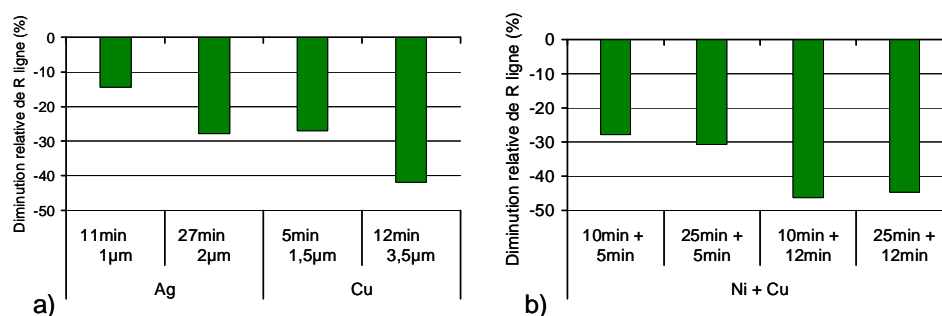 Diminution relative de R ligne (%)
0
-10
-20
-30
-40
-50
11min
1µm
27min
2µm
5min
1,5µm
12min
3,5µm
Ag
Cu
a)
Diminution relative de R ligne (%)
0
-10
-20
-30
-40
-50
10min +
5min
25min +
5min
10min +
12min
25min +
12min
Ni + Cu
b)